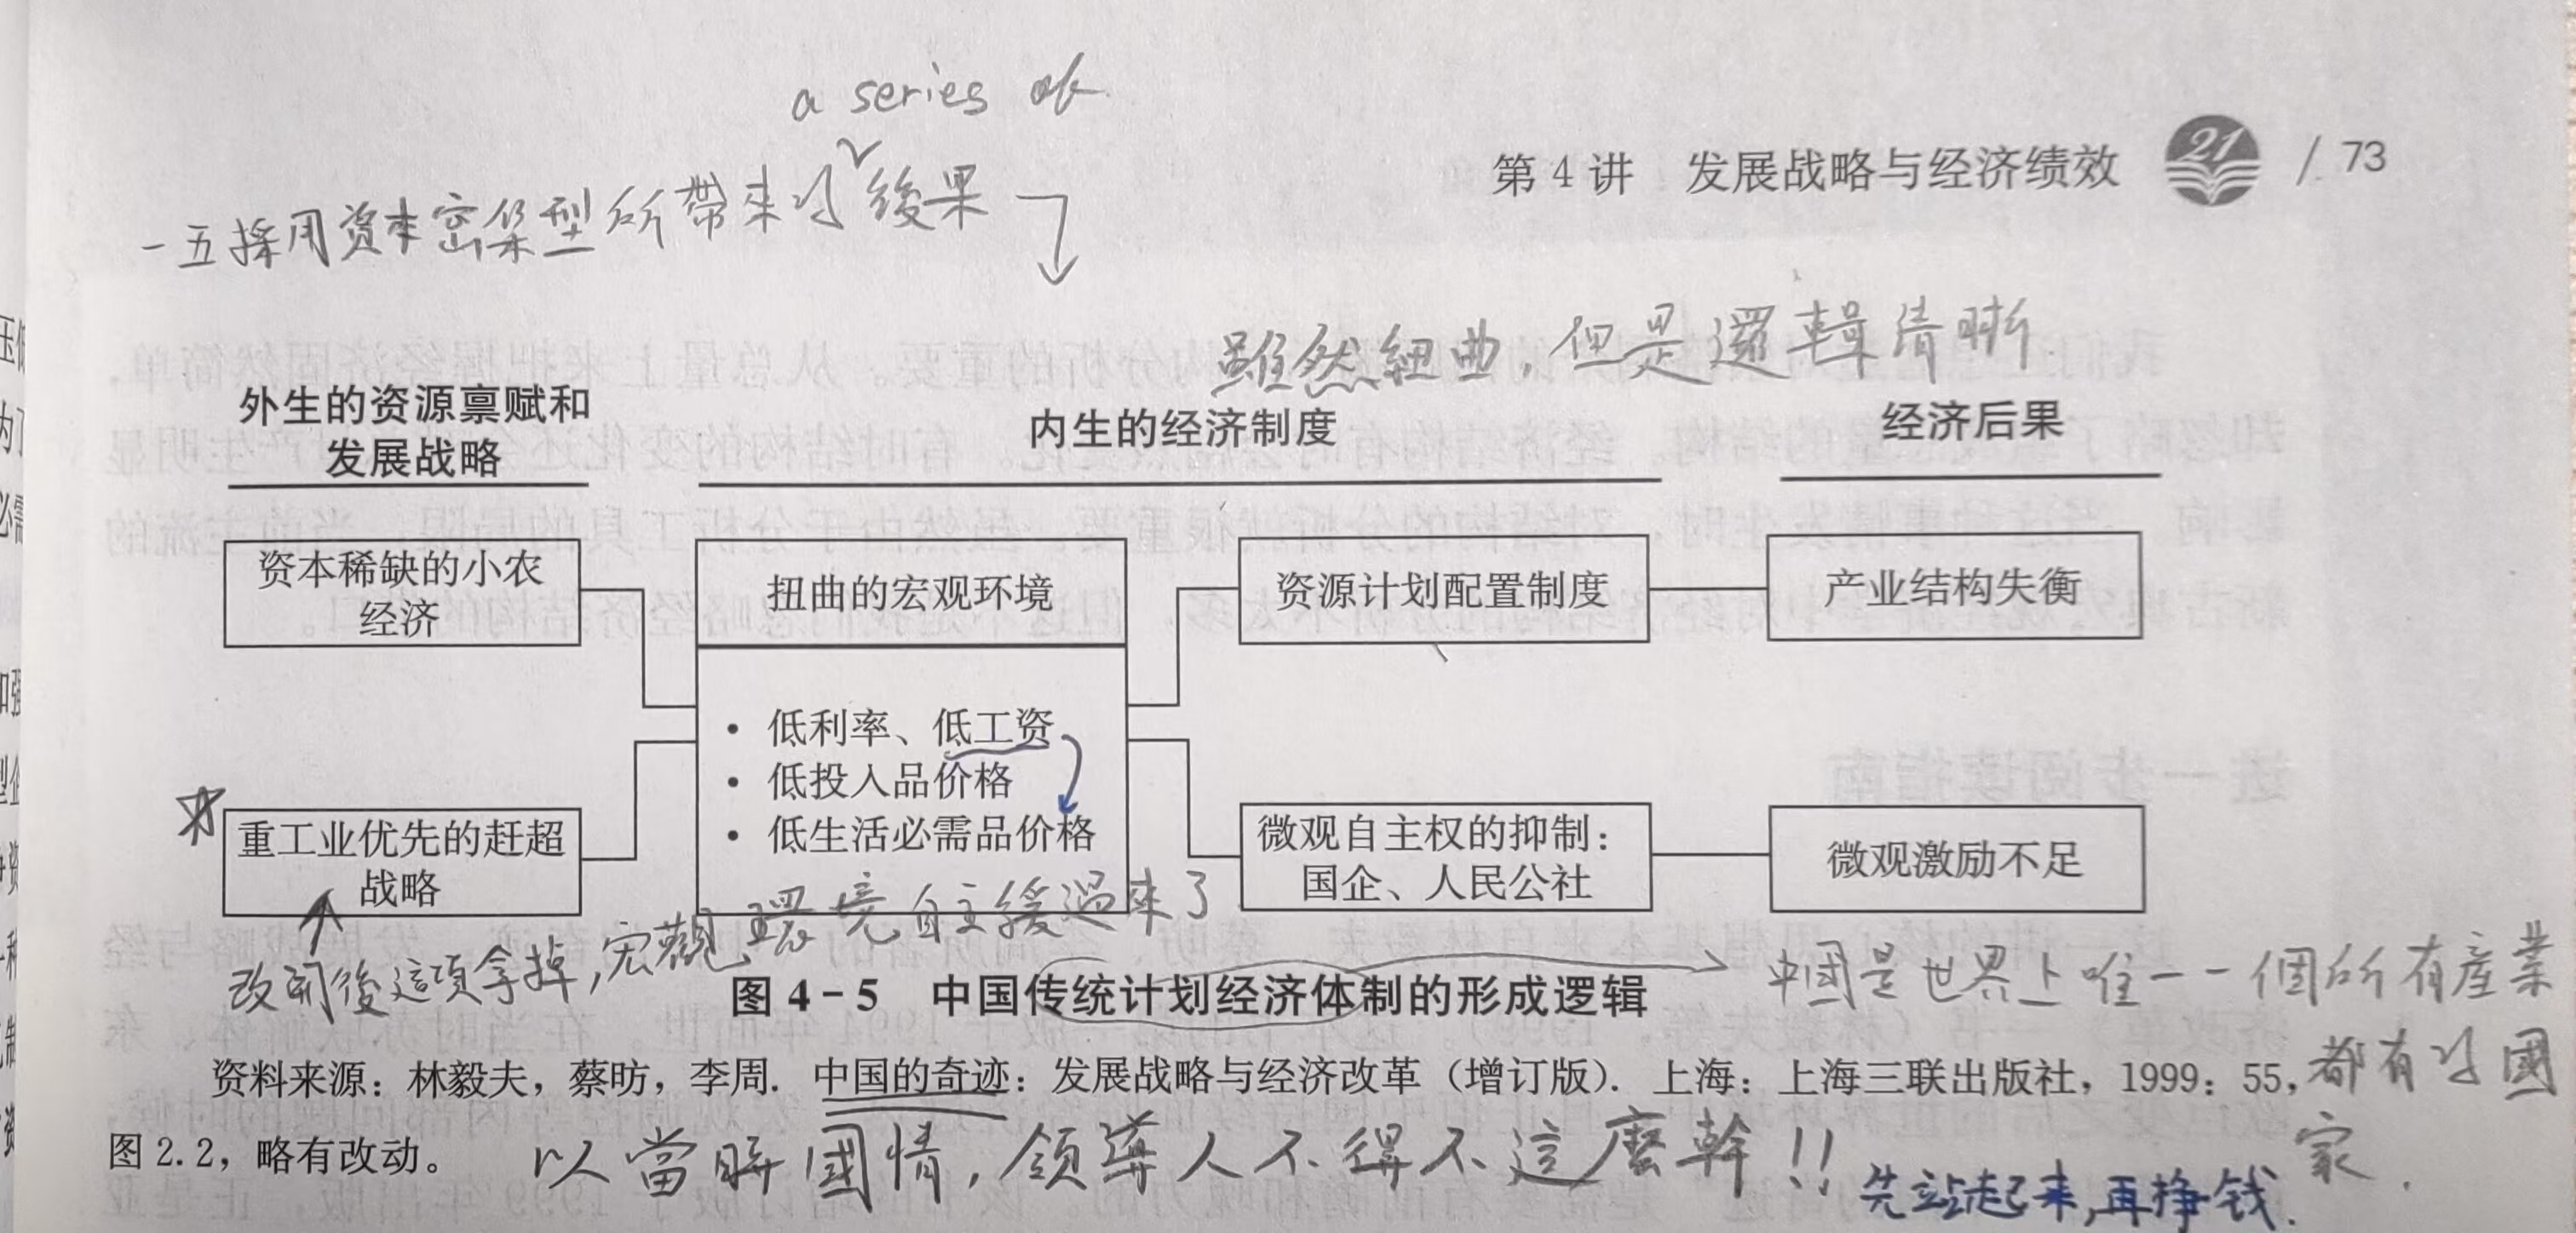 a series of
一五採用资本密集型所帶來的後果
第 4 讲 发展战略与经济绩效 21 / 73
雖然紐曲，但是邏輯清晰
外生的资源禀赋和
发展战略
内生的经济制度
经济后果
资本稀缺的小农
经济
扭曲的宏观环境
资源计划配置制度
产业结构失衡
• 低利率、低工资
• 低投入品价格
• 低生活必需品价格
重工业优先的赶超
战略
微观自主权的抑制：
国企、人民公社
微观激励不足
改開後這項拿掉，宏觀環境自主緩過來了
图 4-5 中国传统计划经济体制的形成逻辑
中國是世界上唯一一個所有産業
都有的國
家.
资料来源：林毅夫，蔡昉，李周. 中国的奇迹：发展战略与经济改革（增订版）. 上海：上海三联出版社，1999：55，
图 2.2，略有改动。
以當時國情，领導人不得不這麼幹!!
先站起来,再挣钱.